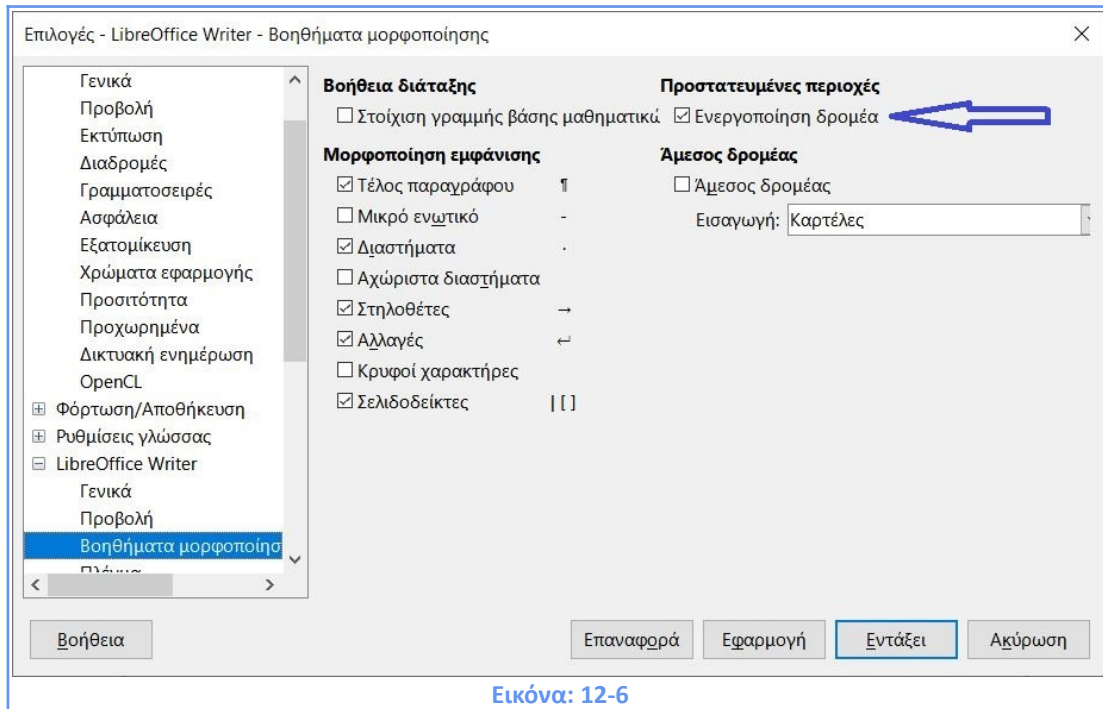 Επιλογές - LibreOffice Writer - Βοηθήματα μορφοποίησης
Γενικά
Προβολή
Εκτύπωση
Διαδρομές
Γραμματοσειρές
Ασφάλεια
Εξατομίκευση
Χρώματα εφαρμογής
Προσιτότητα
Προχωρημένα
Δικτυακή ενημέρωση
OpenCL
Φόρτωση/Αποθήκευση
Ρυθμίσεις γλώσσας
LibreOffice Writer
Γενικά
Προβολή
Βοηθήματα μορφοποίησ
Βοήθεια διάταξης
Στοίχιση γραμμής βάσης μαθηματικώ
Μορφοποίηση εμφάνισης
Τέλος παραγράφου ¶
Μικρό ενωτικό -
Διαστήματα ·
Αχώριστα διαστήματα
Στηλοθέτες →
Αλλαγές ↵
Κρυφοί χαρακτήρες
Σελιδοδείκτες |[]
Προστατευμένες περιοχές
Ενεργοποίηση δρομέα
Άμεσος δρομέας
Άμεσος δρομέας
Εισαγωγή: Καρτέλες
Βοήθεια
Επαναφορά
Εφαρμογή
Εντάξει
Ακύρωση
Εικόνα: 12-6